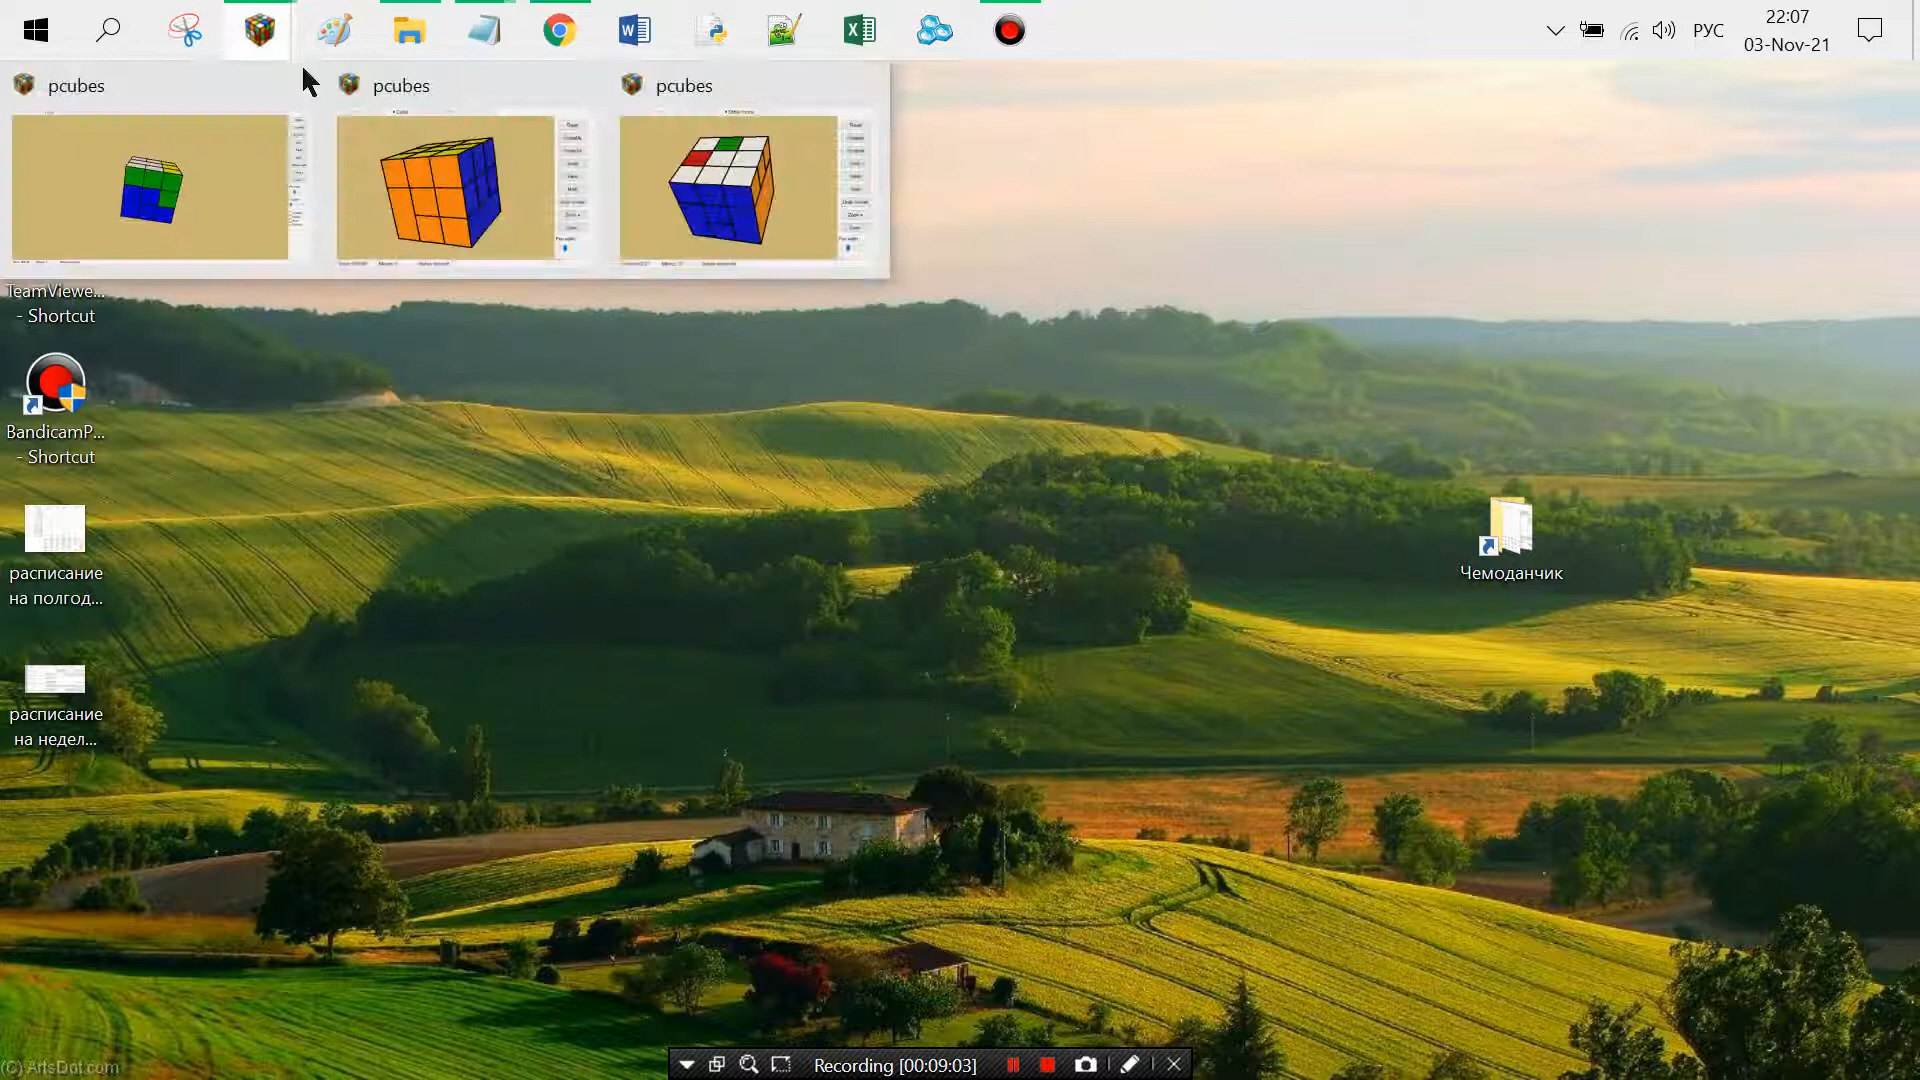 РУС
22:07
03-Nov-21
pcubes
pcubes
pcubes
TeamViewe...
- Shortcut
BandicamP...
- Shortcut
расписание
на полгод...
расписание
на недел...
Чемоданчик
(C) ArtsDot.com
Recording [00:09:03]